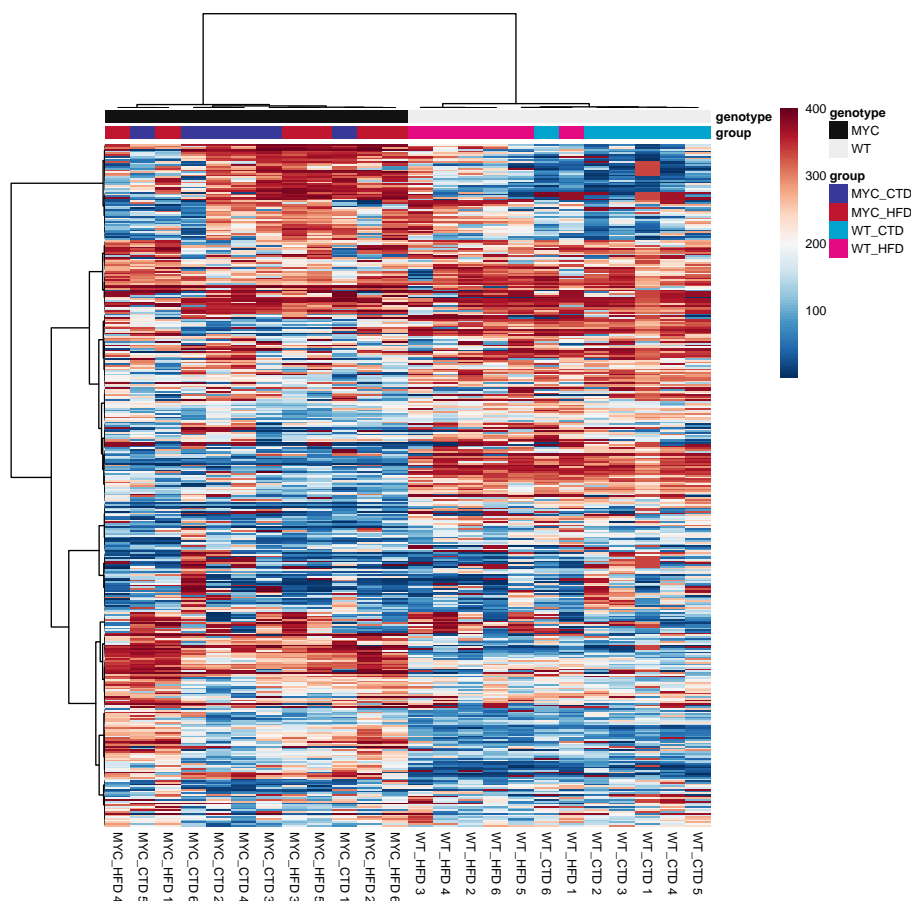 genotype
group
400
300
200
100
genotype
MYC
WT
group
MYC_CTD
MYC_HFD
WT_CTD
WT_HFD
MYC_HFD 4
MYC_CTD 5
MYC_HFD 1
MYC_CTD 6
MYC_CTD 2
MYC_CTD 4
MYC_CTD 3
MYC_HFD 3
MYC_HFD 5
MYC_CTD 1
MYC_HFD 2
MYC_HFD 6
WT_HFD 3
WT_HFD 4
WT_HFD 2
WT_HFD 6
WT_HFD 5
WT_CTD 6
WT_HFD 1
WT_CTD 2
WT_CTD 3
WT_CTD 1
WT_CTD 4
WT_CTD 5